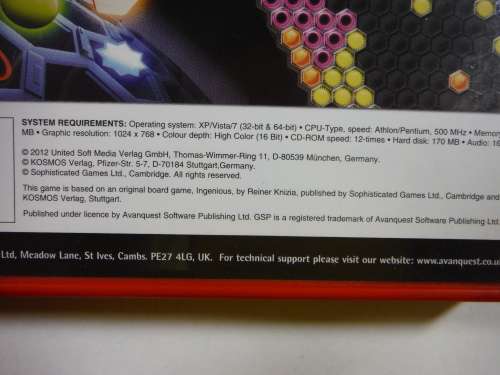 SYSTEM REQUIREMENTS: Operating system: XP/Vista/7 (32-bit & 64-bit) • CPU-Type, speed: Athlon/Pentium, 500 MHz • Memory
MB • Graphic resolution: 1024 x 768 • Colour depth: High Color (16 Bit) • CD-ROM speed: 12-times • Hard disk: 170 MB • Audio: 16
© 2012 United Soft Media Verlag GmbH, Thomas-Wimmer-Ring 11, D-80539 München, Germany.
© KOSMOS Verlag, Pfizer-Str. 5-7, D-70184 Stuttgart,Germany.
© Sophisticated Games Ltd., Cambridge. All rights reserved.
This game is based on an original board game, Ingenious, by Reiner Knizia, published by Sophisticated Games Ltd., Cambridge and
KOSMOS Verlag, Stuttgart.
Published under licence by Avanquest Software Publishing Ltd. GSP is a registered trademark of Avanquest Software Publishing Ltd.
Ltd, Meadow Lane, St Ives, Cambs. PE27 4LG, UK. For technical support please visit our website: www.avanquest.co.u